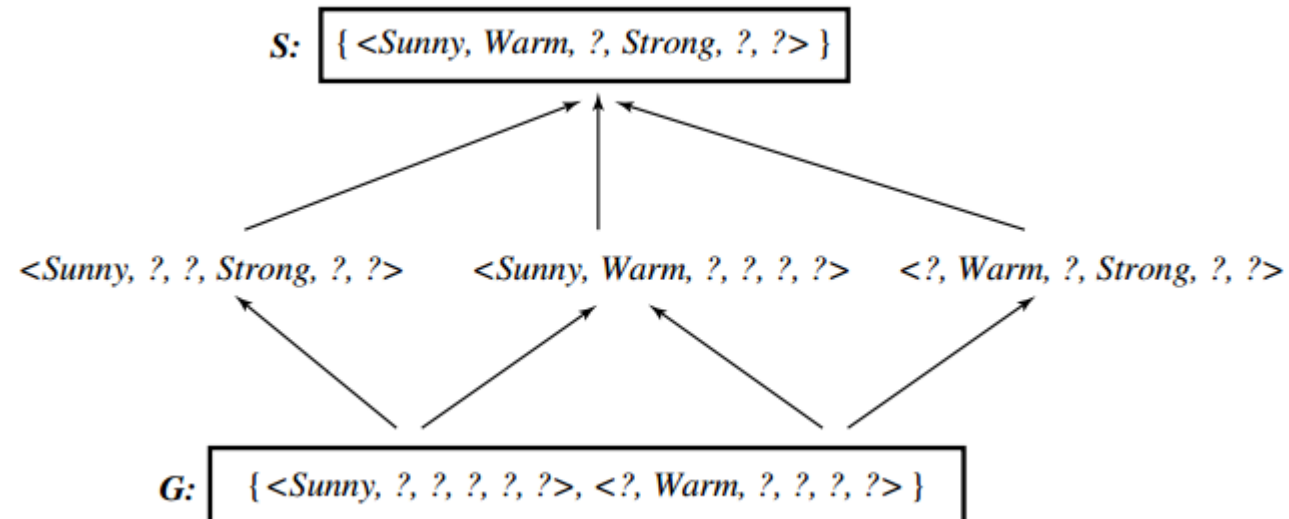 S: { <Sunny, Warm, ?, Strong, ?, ?> }
<Sunny, ?, ?, Strong, ?, ?> <Sunny, Warm, ?, ?, ?, ?> <?, Warm, ?, Strong, ?, ?>
G: { <Sunny, ?, ?, ?, ?, ?>, <?, Warm, ?, ?, ?, ?> }